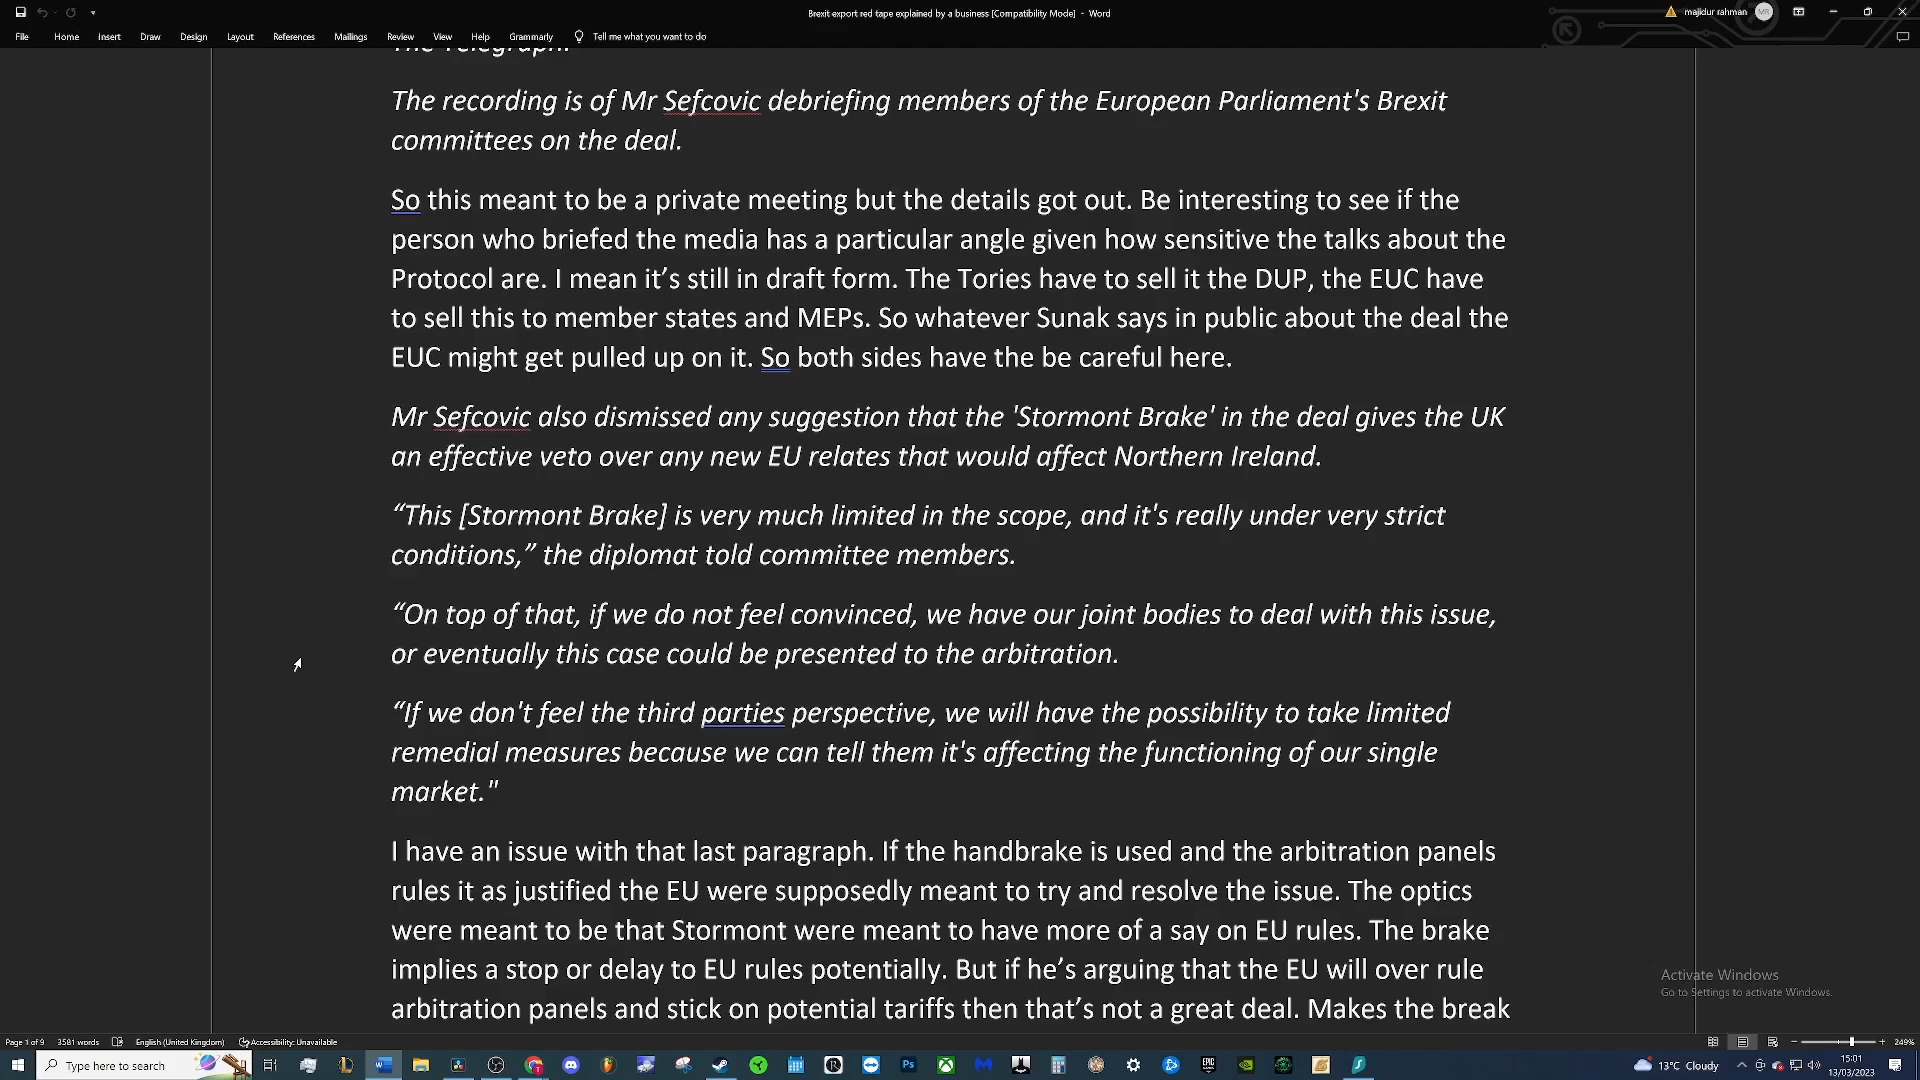 Brexit export red tape explained by a business [Compatibility Mode] - Word
majidur rahman
MR
File Home Insert Draw Design Layout References Mailings Review View Help Grammarly Tell me what you want to do
The Telegraph.
The recording is of Mr Sefcovic debriefing members of the European Parliament's Brexit
committees on the deal.
So this meant to be a private meeting but the details got out. Be interesting to see if the
person who briefed the media has a particular angle given how sensitive the talks about the
Protocol are. I mean it’s still in draft form. The Tories have to sell it the DUP, the EUC have
to sell this to member states and MEPs. So whatever Sunak says in public about the deal the
EUC might get pulled up on it. So both sides have the be careful here.
Mr Sefcovic also dismissed any suggestion that the 'Stormont Brake' in the deal gives the UK
an effective veto over any new EU relates that would affect Northern Ireland.
“This [Stormont Brake] is very much limited in the scope, and it's really under very strict
conditions,” the diplomat told committee members.
“On top of that, if we do not feel convinced, we have our joint bodies to deal with this issue,
or eventually this case could be presented to the arbitration.
“If we don't feel the third parties perspective, we will have the possibility to take limited
remedial measures because we can tell them it's affecting the functioning of our single
market."
I have an issue with that last paragraph. If the handbrake is used and the arbitration panels
rules it as justified the EU were supposedly meant to try and resolve the issue. The optics
were meant to be that Stormont were meant to have more of a say on EU rules. The brake
implies a stop or delay to EU rules potentially. But if he’s arguing that the EU will over rule
arbitration panels and stick on potential tariffs then that’s not a great deal. Makes the break
Activate Windows
Go to Settings to activate Windows.
Page 1 of 9 3581 words English (United Kingdom) Accessibility: Unavailable 249%
Type here to search
13°C Cloudy
15:01
13/03/2023